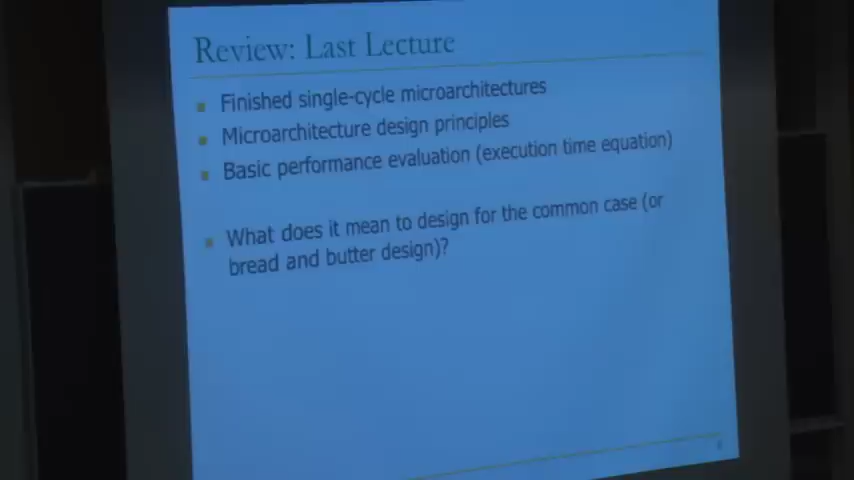 Review: Last Lecture
Finished single-cycle microarchitectures
Microarchitecture design principles
Basic performance evaluation (execution time equation)
What does it mean to design for the common case (or
bread and butter design)?